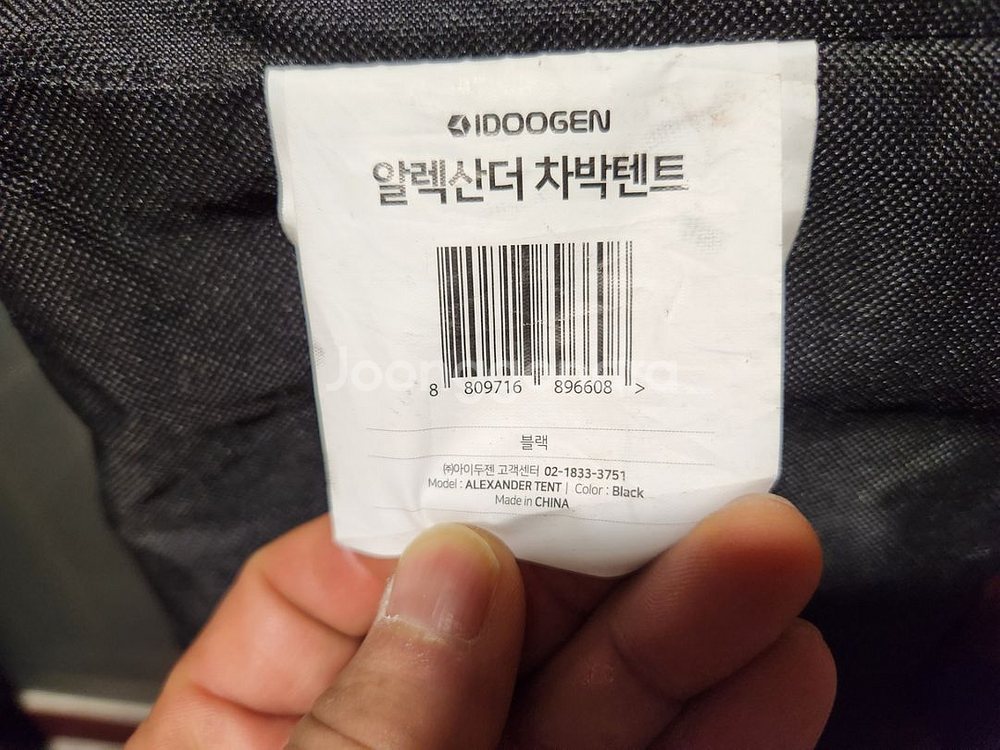 IDOOGEN
알렉산더 차박텐트
8 809716 896608 >
블랙
㈜아이두젠 고객센터 02-1833-3751
Model : ALEXANDER TENT | Color : Black
Made in CHINA